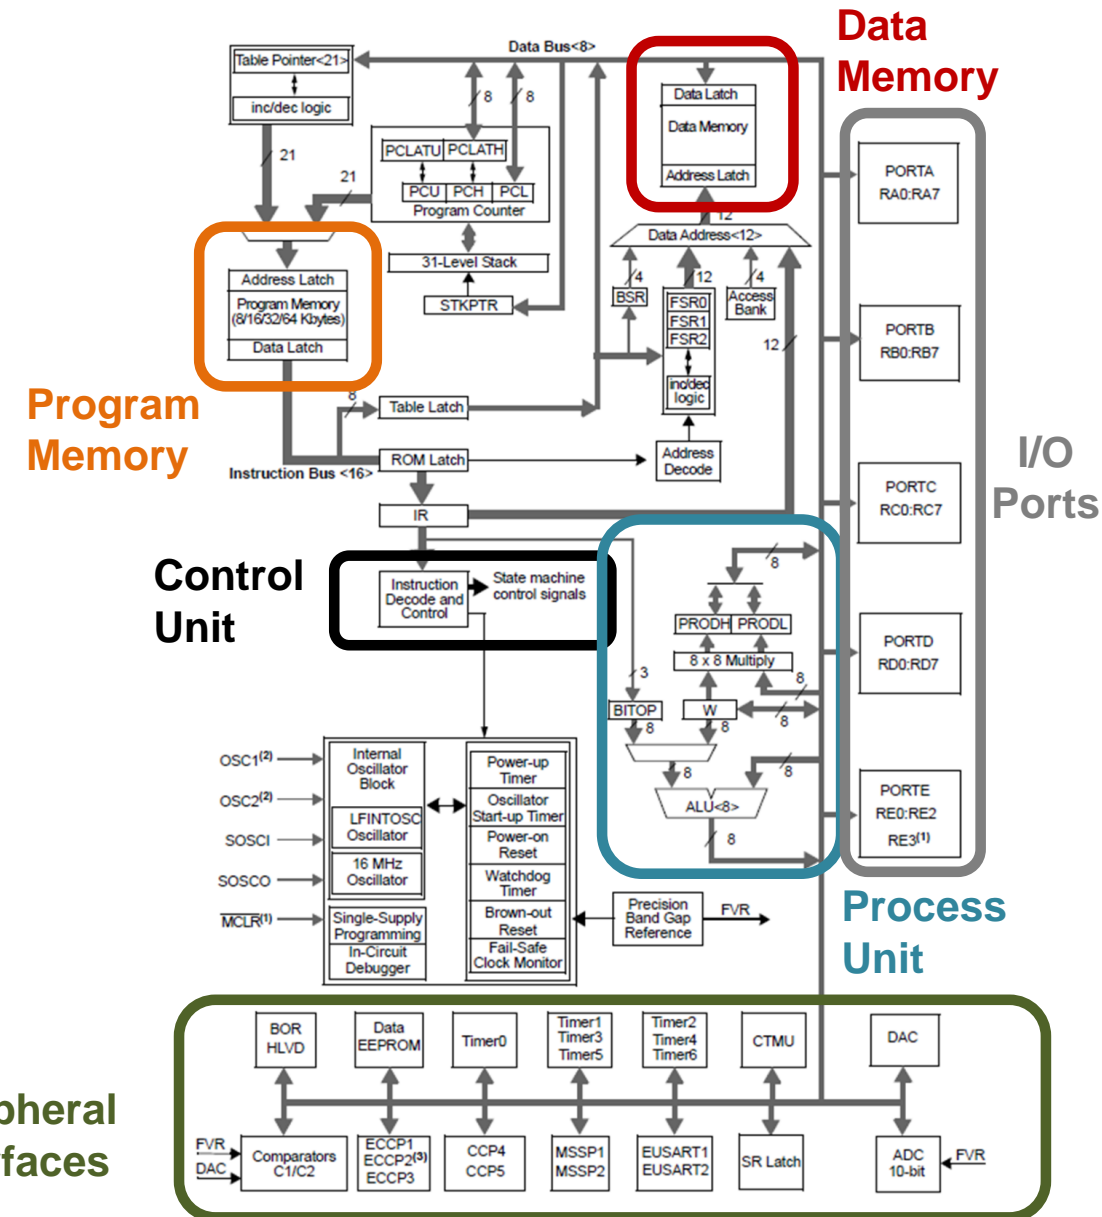 Data
Memory
Data Bus<8>
Table Pointer<21>
inc/dec logic
21
8
8
PCLATU PCLATH
PCU PCH PCL
Program Counter
21
31-Level Stack
STKPTR
Data Latch
Data Memory
Address Latch
12
Data Address<12>
4
12
4
BSR
FSR0
FSR1
FSR2
inc/dec
logic
Access
Bank
12
Address
Decode
Address Latch
Program Memory
(8/16/32/64 Kbytes)
Data Latch
Program
Memory
8
Table Latch
ROM Latch
Instruction Bus <16>
IR
Control
Unit
Instruction
Decode and
Control
State machine
control signals
8
PRODH PRODL
8 x 8 Multiply
3
8
BITOP
W
8
8
8
8
8
ALU<8>
8
Process
Unit
PORTA
RA0:RA7
PORTB
RB0:RB7
PORTC
RC0:RC7
PORTD
RD0:RD7
PORTE
RE0:RE2
RE3(1)
I/O
Ports
OSC1(2)
OSC2(2)
SOSCI
SOSCO
MCLR(1)
Internal
Oscillator
Block
LFINTOSC
Oscillator
16 MHz
Oscillator
Single-Supply
Programming
In-Circuit
Debugger
Power-up
Timer
Oscillator
Start-up Timer
Power-on
Reset
Watchdog
Timer
Brown-out
Reset
Fail-Safe
Clock Monitor
Precision
Band Gap
Reference
FVR
BOR
HLVD
Data
EEPROM
Timer0
Timer1
Timer3
Timer5
Timer2
Timer4
Timer6
CTMU
DAC
pheral
faces
FVR
DAC
Comparators
C1/C2
ECCP1
ECCP2(3)
ECCP3
CCP4
CCP5
MSSP1
MSSP2
EUSART1
EUSART2
SR Latch
ADC
10-bit
FVR